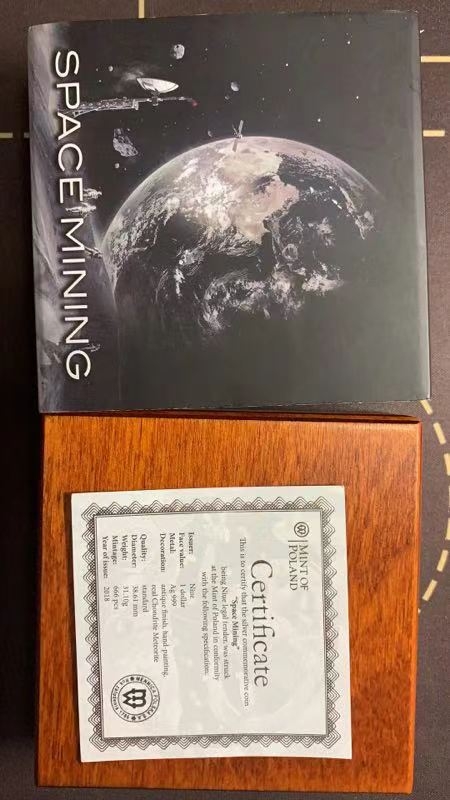 SPACE MINING
MINT OF
POLAND
Certificate
This is to certify that the silver commemorative coin
"Space Mining"
being Niue legal tender, was struck
at the Mint of Poland in conformity
with the following specification:
Issuer: Niue
Face value: 1 dollar
Metal: Ag 999
Decoration: antique finish, hand-painting,
real Chondrite Meteorite
Quality: standard
Diameter: 38.61 mm
Weight: 31.10g
Mintage: 666 pcs
Year of issue: 2018